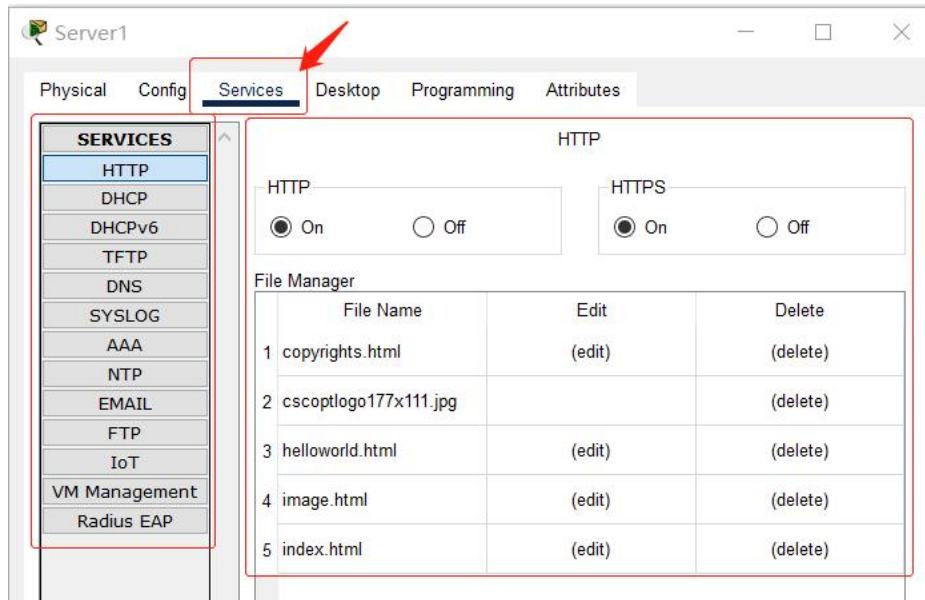 Server1
Physical Config Services Desktop Programming Attributes
SERVICES
HTTP
DHCP
DHCPv6
TFTP
DNS
SYSLOG
AAA
NTP
EMAIL
FTP
IoT
VM Management
Radius EAP
HTTP
HTTP HTTPS
On Off On Off
File Manager
File Name Edit Delete
1 copyrights.html (edit) (delete)
2 cscoptlogo177x111.jpg (delete)
3 helloworld.html (edit) (delete)
4 image.html (edit) (delete)
5 index.html (edit) (delete)